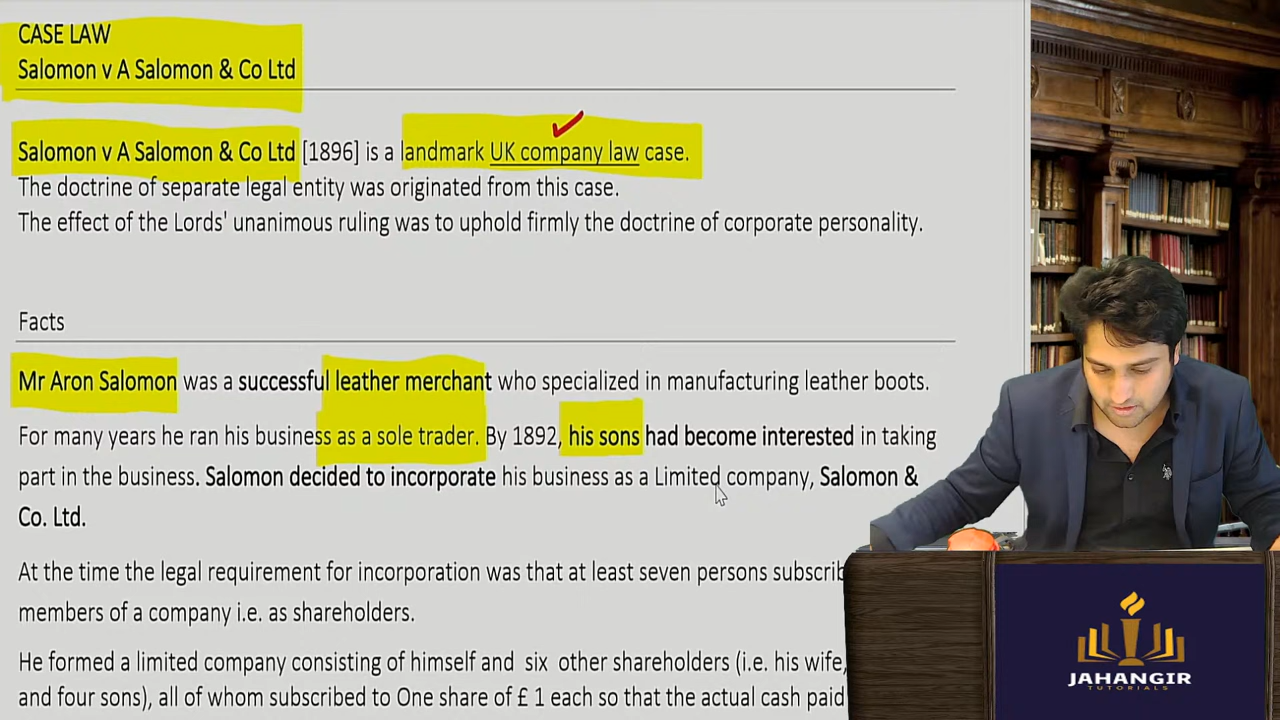 CASE LAW
Salomon v A Salomon & Co Ltd
Salomon v A Salomon & Co Ltd [1896] is a landmark UK company law case.
The doctrine of separate legal entity was originated from this case.
The effect of the Lords' unanimous ruling was to uphold firmly the doctrine of corporate personality.
Facts
Mr Aron Salomon was a successful leather merchant who specialized in manufacturing leather boots.
For many years he ran his business as a sole trader. By 1892, his sons had become interested in taking
part in the business. Salomon decided to incorporate his business as a Limited company, Salomon &
Co. Ltd.
At the time the legal requirement for incorporation was that at least seven persons subscrib
members of a company i.e. as shareholders.
He formed a limited company consisting of himself and six other shareholders (i.e. his wife,
and four sons), all of whom subscribed to One share of £ 1 each so that the actual cash paid
JAHANGIR
TUTORIALS